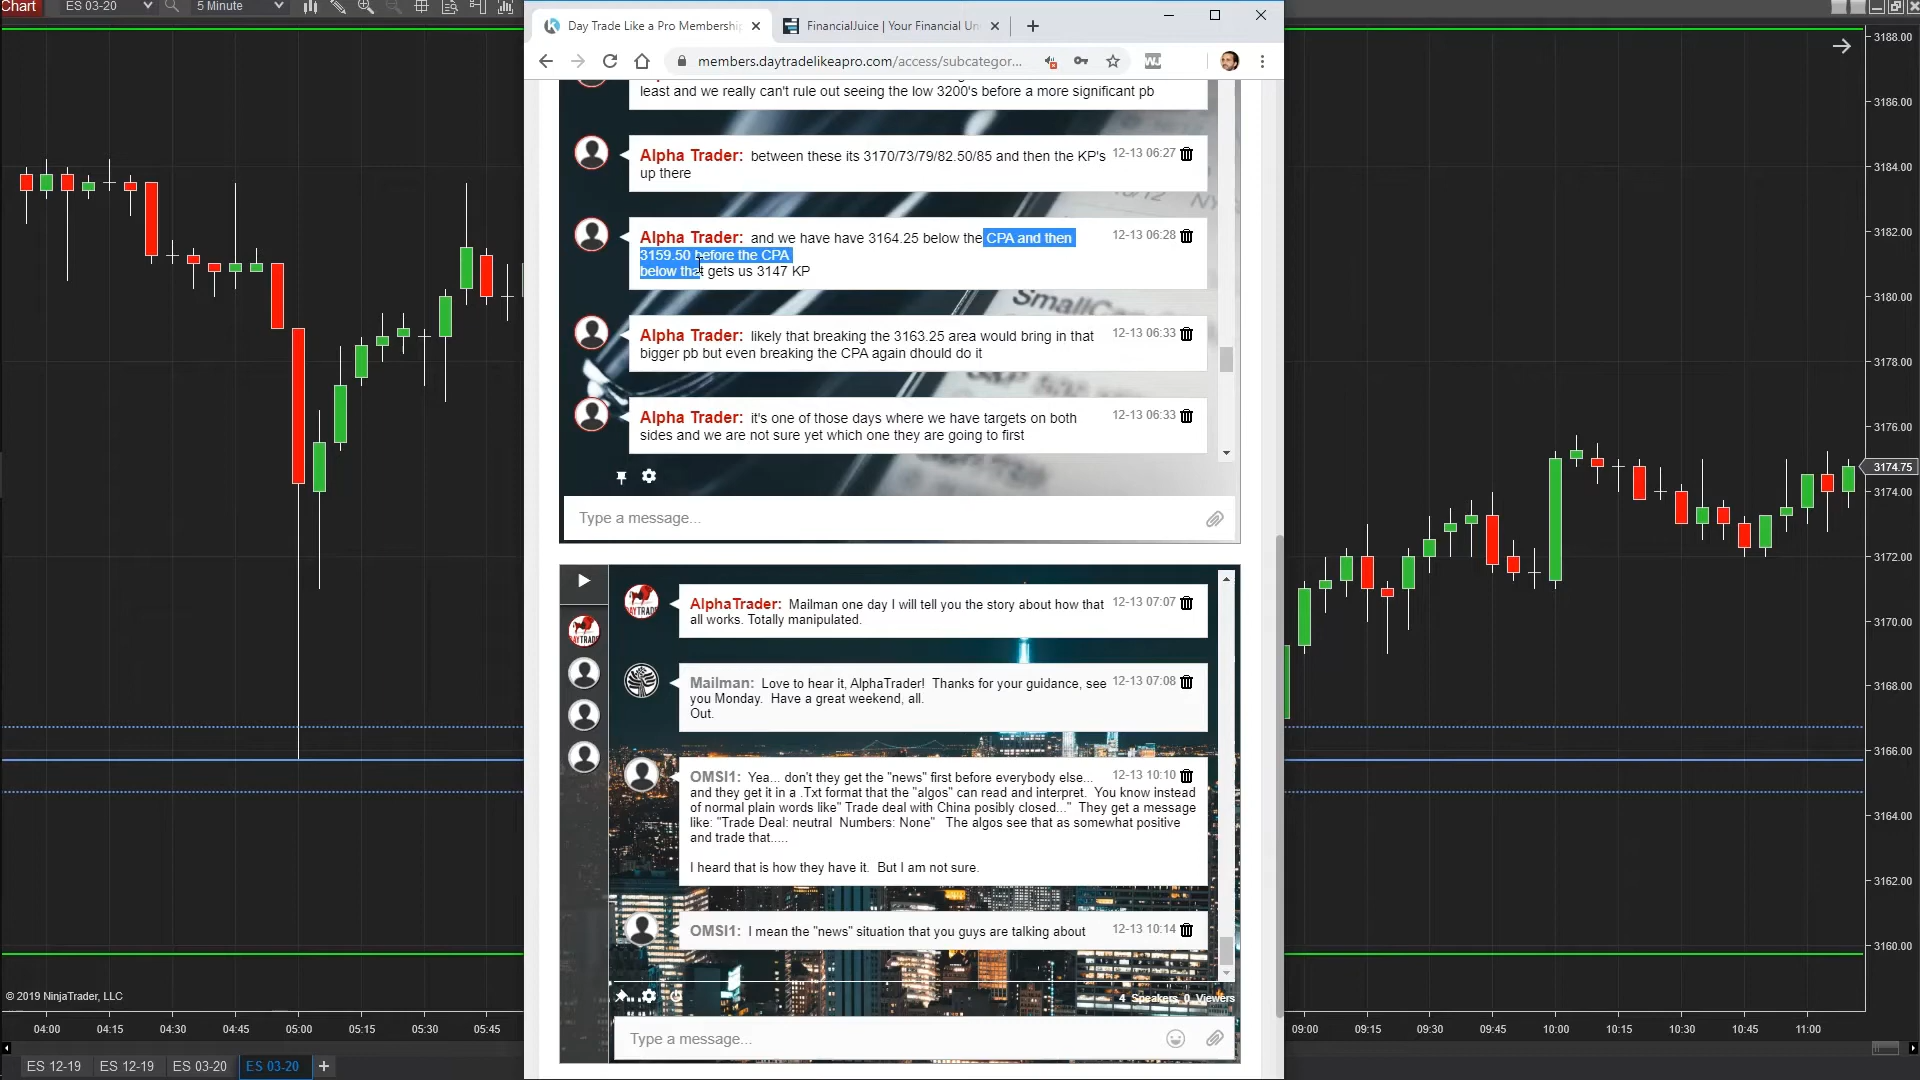 Chart
ES 03-20
5 Minute
Day Trade Like a Pro Membership
FinancialJuice | Your Financial Un
members.daytradelikeapro.com/access/subcategor...
least and we really can't rule out seeing the low 3200's before a more significant pb
Alpha Trader: between these its 3170/73/79/82.50/85 and then the KP's
12-13 06:27
up there
Alpha Trader: and we have have 3164.25 below the CPA and then
12-13 06:28
3159.50 before the CPA
below that gets us 3147 KP
Alpha Trader: likely that breaking the 3163.25 area would bring in that
12-13 06:33
bigger pb but even breaking the CPA again dhould do it
Alpha Trader: it's one of those days where we have targets on both
12-13 06:33
sides and we are not sure yet which one they are going to first
Type a message...
AlphaTrader: Mailman one day I will tell you the story about how that
12-13 07:07
all works. Totally manipulated.
Mailman: Love to hear it, AlphaTrader! Thanks for your guidance, see
12-13 07:08
you Monday. Have a great weekend, all.
Out.
OMSI1: Yea... don't they get the "news" first before everybody else...
12-13 10:10
and they get it in a .Txt format that the "algos" can read and interpret. You know instead
of normal plain words like" Trade deal with China posibly closed..." They get a message
like: "Trade Deal: neutral Numbers: None" The algos see that as somewhat positive
and trade that.....
I heard that is how they have it. But I am not sure.
OMSI1: I mean the "news" situation that you guys are talking about
12-13 10:14
4 Speakers, 0 Viewers
Type a message...
3188.00
3186.00
3184.00
3182.00
3180.00
3178.00
3176.00
3174.75
3174.00
3172.00
3170.00
3168.00
3166.00
3164.00
3162.00
3160.00
© 2019 NinjaTrader, LLC
04:00 04:15 04:30 04:45 05:00 05:15 05:30 05:45
09:00 09:15 09:30 09:45 10:00 10:15 10:30 10:45 11:00
ES 12-19 ES 12-19 ES 03-20 ES 03-20